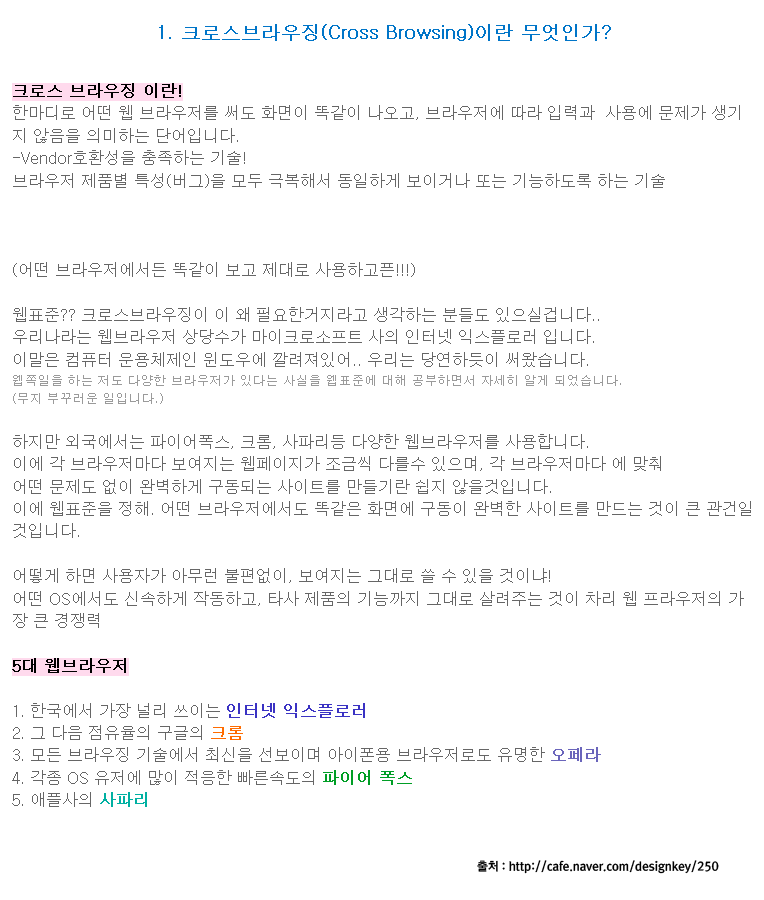 1. 크로스브라우징(Cross Browsing)이란 무엇인가?
크로스 브라우징 이란!
한마디로 어떤 웹 브라우저를 써도 화면이 똑같이 나오고, 브라우저에 따라 입력과 사용에 문제가 생기
지 않음을 의미하는 단어입니다.
-Vendor호환성을 충족하는 기술!
브라우저 제품별 특성(버그)을 모두 극복해서 동일하게 보이거나 또는 기능하도록 하는 기술
(어떤 브라우저에서든 똑같이 보고 제대로 사용하고픈!!!)
웹표준?? 크로스브라우징이 이 왜 필요한거지라고 생각하는 분들도 있으실겁니다..
우리나라는 웹브라우저 상당수가 마이크로소프트 사의 인터넷 익스플로러 입니다.
이말은 컴퓨터 운용체제인 윈도우에 깔려져있어.. 우리는 당연하듯이 써왔습니다.
웹쪽일을 하는 저도 다양한 브라우저가 있다는 사실을 웹표준에 대해 공부하면서 자세히 알게 되었습니다.
(무지 부꾸러운 일입니다.)
하지만 외국에서는 파이어폭스, 크롬, 사파리등 다양한 웹브라우저를 사용합니다.
이에 각 브라우저마다 보여지는 웹페이지가 조금씩 다를수 있으며, 각 브라우저마다 에 맞춰
어떤 문제도 없이 완벽하게 구동되는 사이트를 만들기란 쉽지 않을것입니다.
이에 웹표준을 정해. 어떤 브라우저에서도 똑같은 화면에 구동이 완벽한 사이트를 만드는 것이 큰 관건일
것입니다.
어떻게 하면 사용자가 아무런 불편없이, 보여지는 그대로 쓸 수 있을 것이냐!
어떤 OS에서도 신속하게 작동하고, 타사 제품의 기능까지 그대로 살려주는 것이 차리 웹 프라우저의 가
장 큰 경쟁력
5대 웹브라우저
1. 한국에서 가장 널리 쓰이는 인터넷 익스플로러
2. 그 다음 점유율의 구글의 크롬
3. 모든 브라우징 기술에서 최신을 선보이며 아이폰용 브라우저로도 유명한 오페라
4. 각종 OS 유저에 많이 적응한 빠른속도의 파이어 폭스
5. 애플사의 사파리
출처 : http://cafe.naver.com/designkey/250